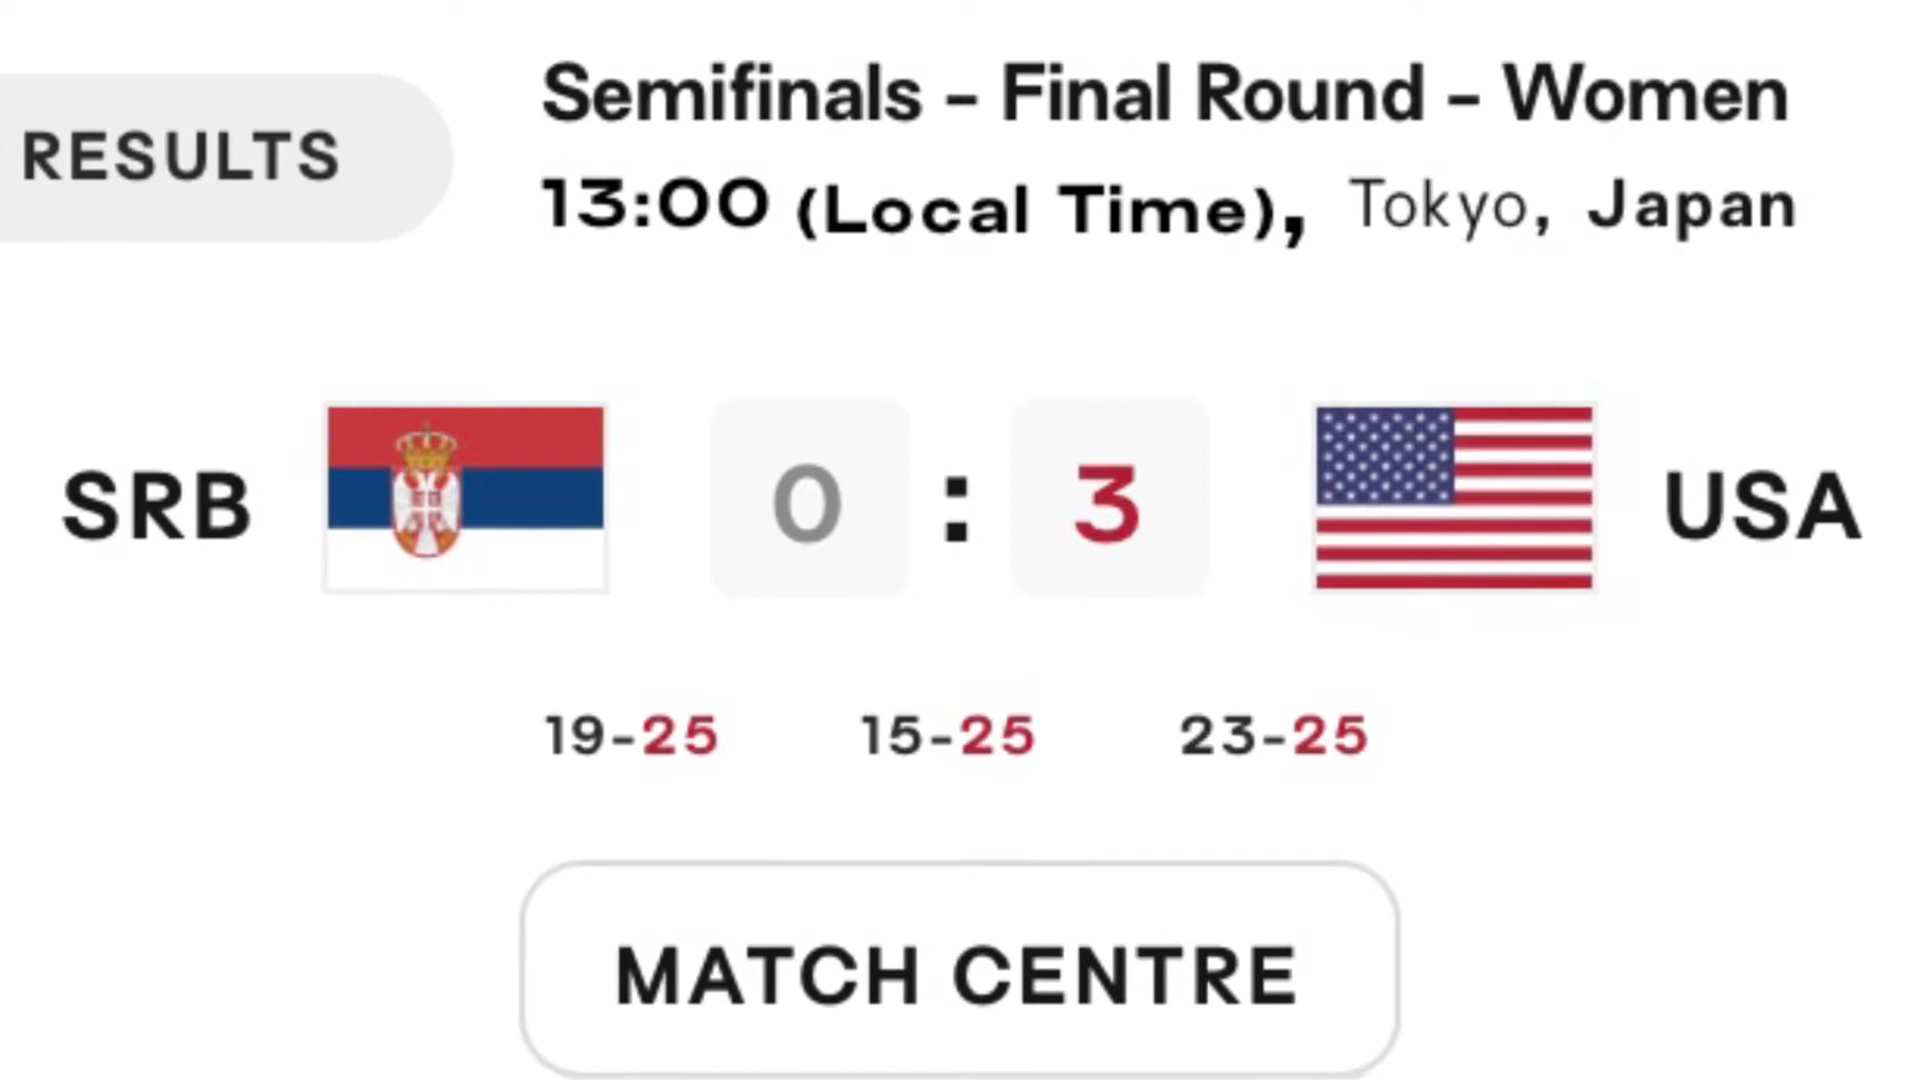 RESULTS
Semifinals - Final Round - Women
13:00 (Local Time), Tokyo, Japan
SRB 0 : 3 USA
19-25 15-25 23-25
MATCH CENTRE